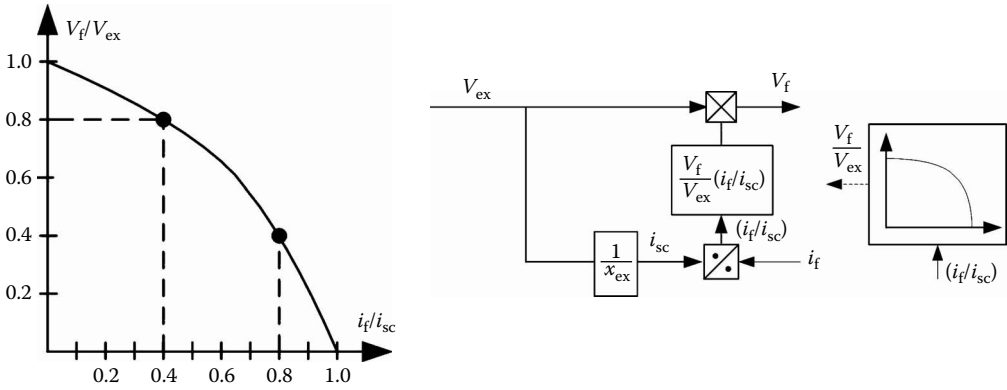 V_f/V_ex
1.0
0.8
0.6
0.4
0.2
i_f/i_sc
0.2 0.4 0.6 0.8 1.0
V_ex
V_f
V_f
V_ex (i_f/i_sc)
(i_f/i_sc)
i_sc
1
x_ex
i_f
V_f
V_ex
(i_f/i_sc)